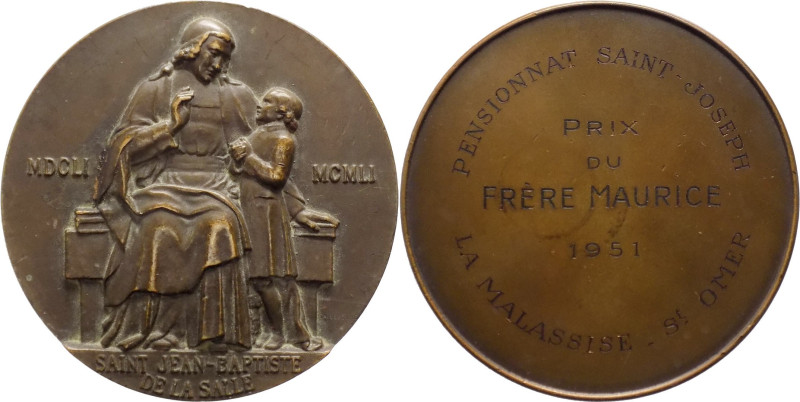 MDCLI MCMLI
SAINT JEAN-BAPTISTE
DE LA SALLE
PENSIONNAT SAINT-JOSEPH
PRIX
DU
FRÈRE MAURICE
1951
LA MALASSISE - St OMER